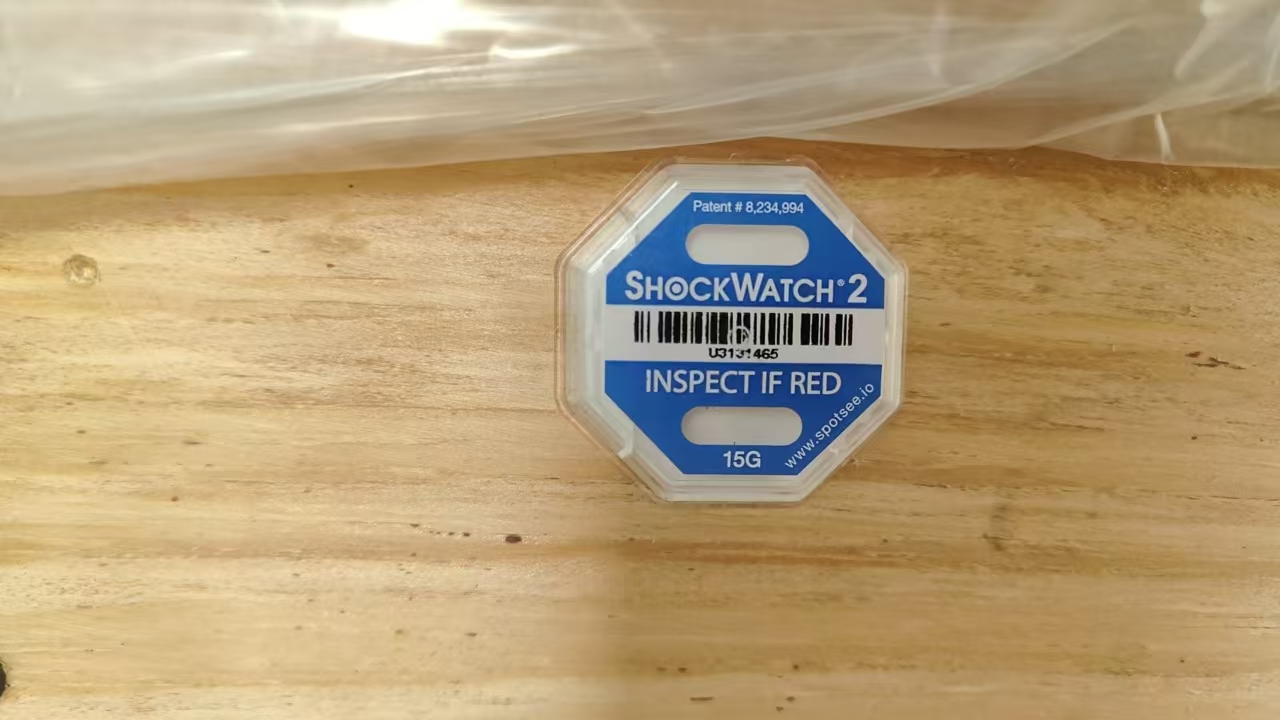 Patent # 8,234,994
SHOCKWATCH® 2
U3131465
INSPECT IF RED
www.spotsee.io
15G